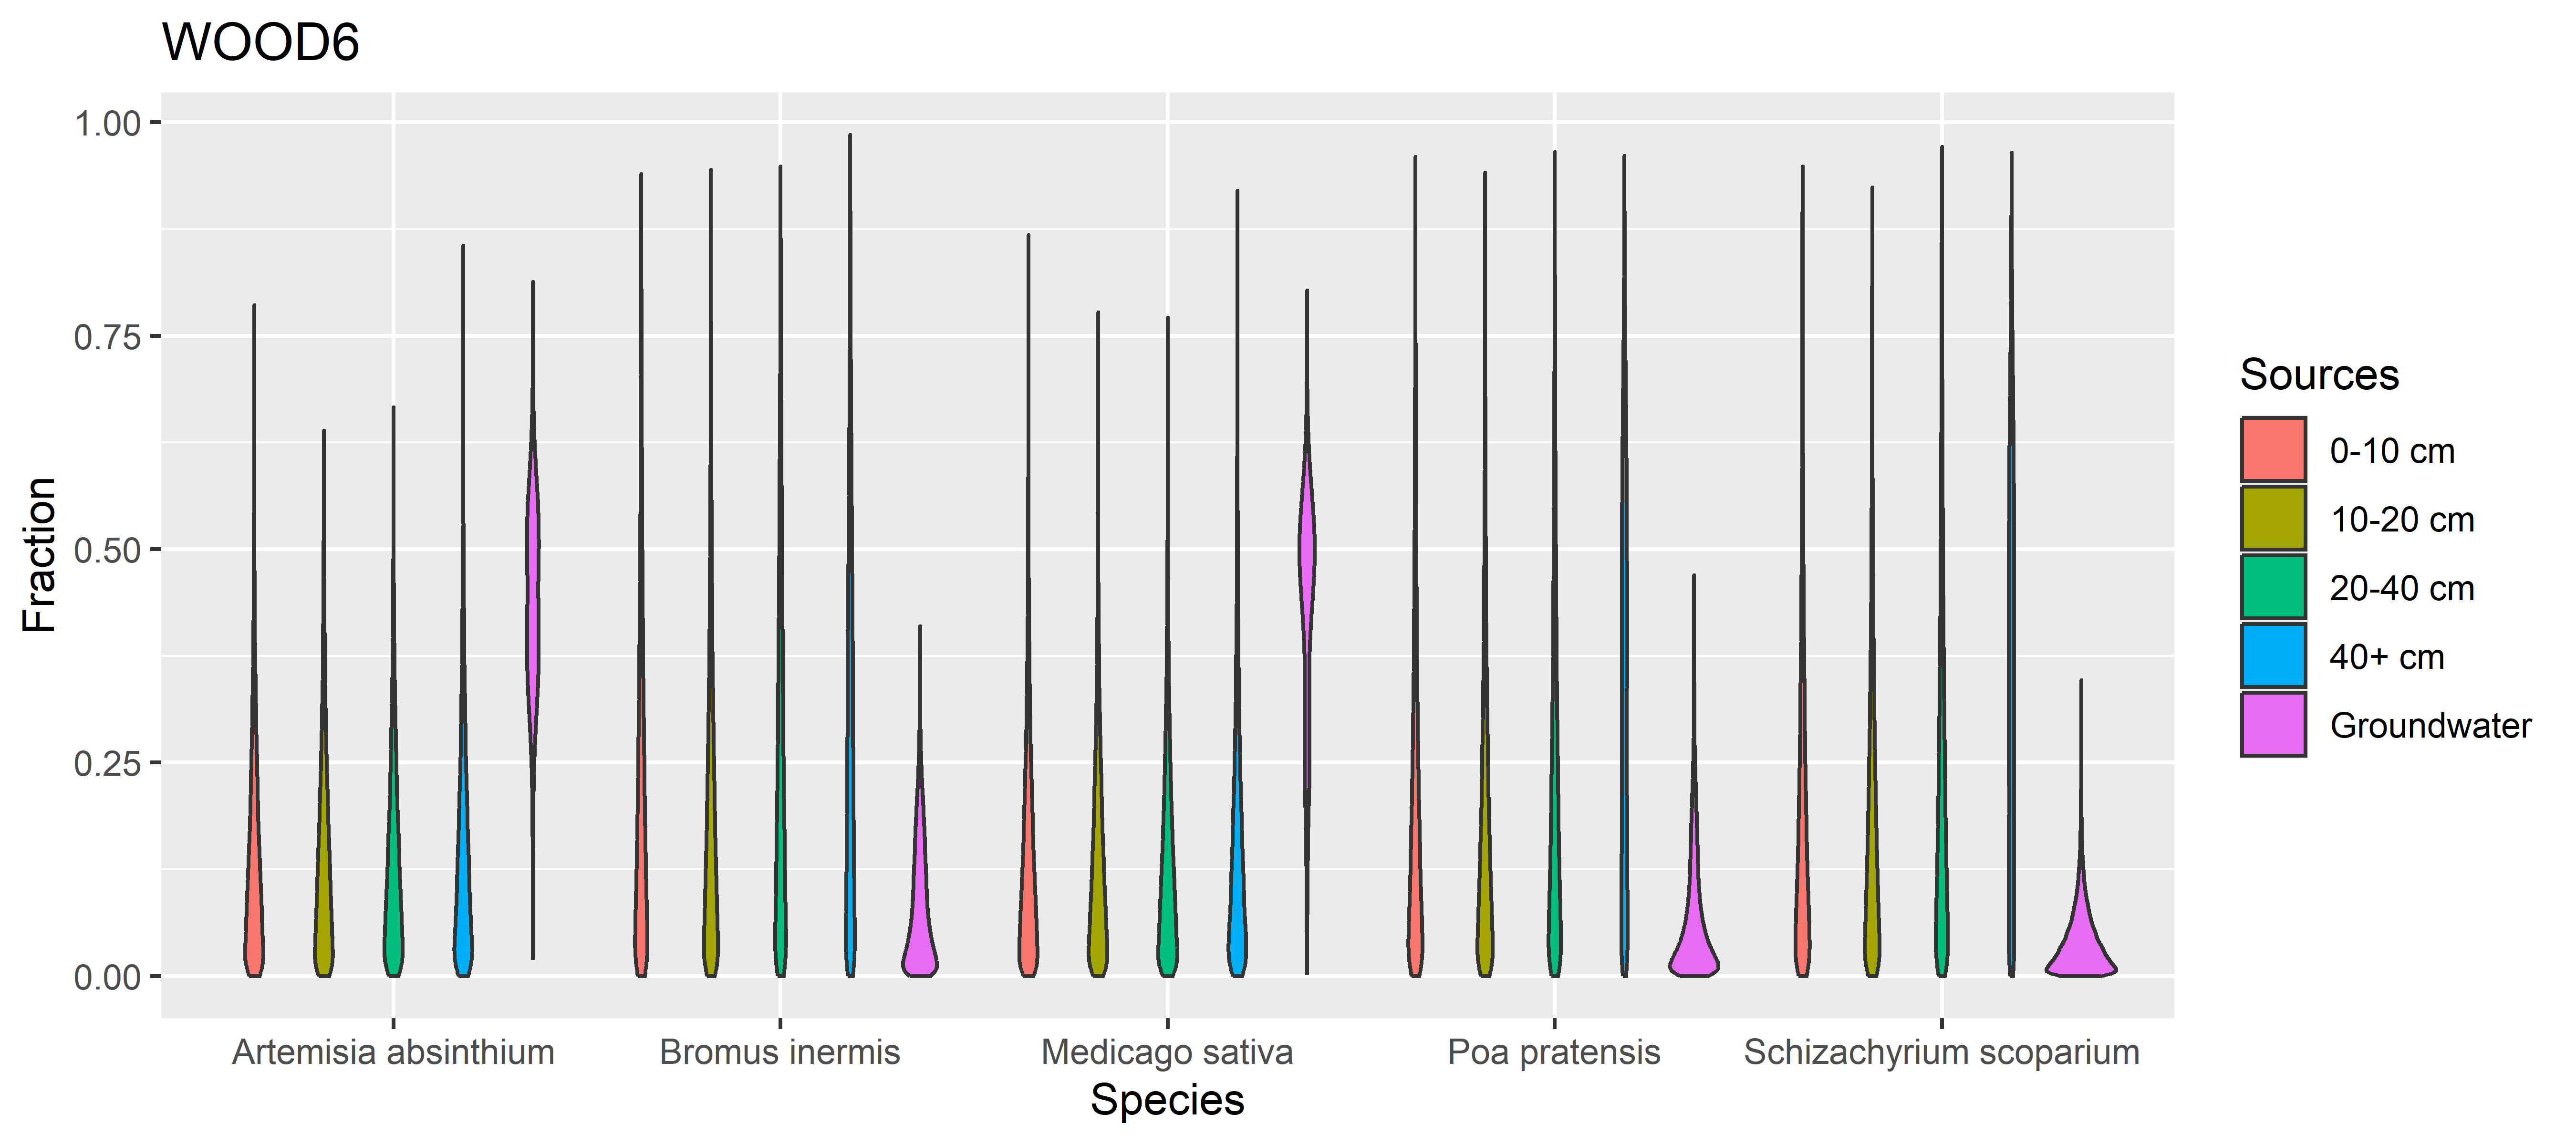 WOOD6
1.00
0.75
0.50
0.25
0.00
Fraction
Artemisia absinthium
Bromus inermis
Medicago sativa
Poa pratensis
Schizachyrium scoparium
Species
Sources
0-10 cm
10-20 cm
20-40 cm
40+ cm
Groundwater